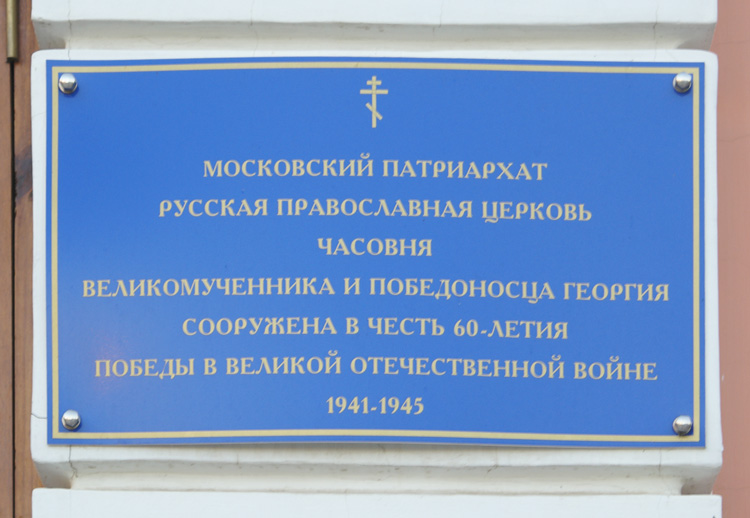 МОСКОВСКИЙ ПАТРИАРХАТ
РУССКАЯ ПРАВОСЛАВНАЯ ЦЕРКОВЬ
ЧАСОВНЯ
ВЕЛИКОМУЧЕННИКА И ПОБЕДОНОСЦА ГЕОРГИЯ
СООРУЖЕНА В ЧЕСТЬ 60-ЛЕТИЯ
ПОБЕДЫ В ВЕЛИКОЙ ОТЕЧЕСТВЕННОЙ ВОЙНЕ
1941-1945